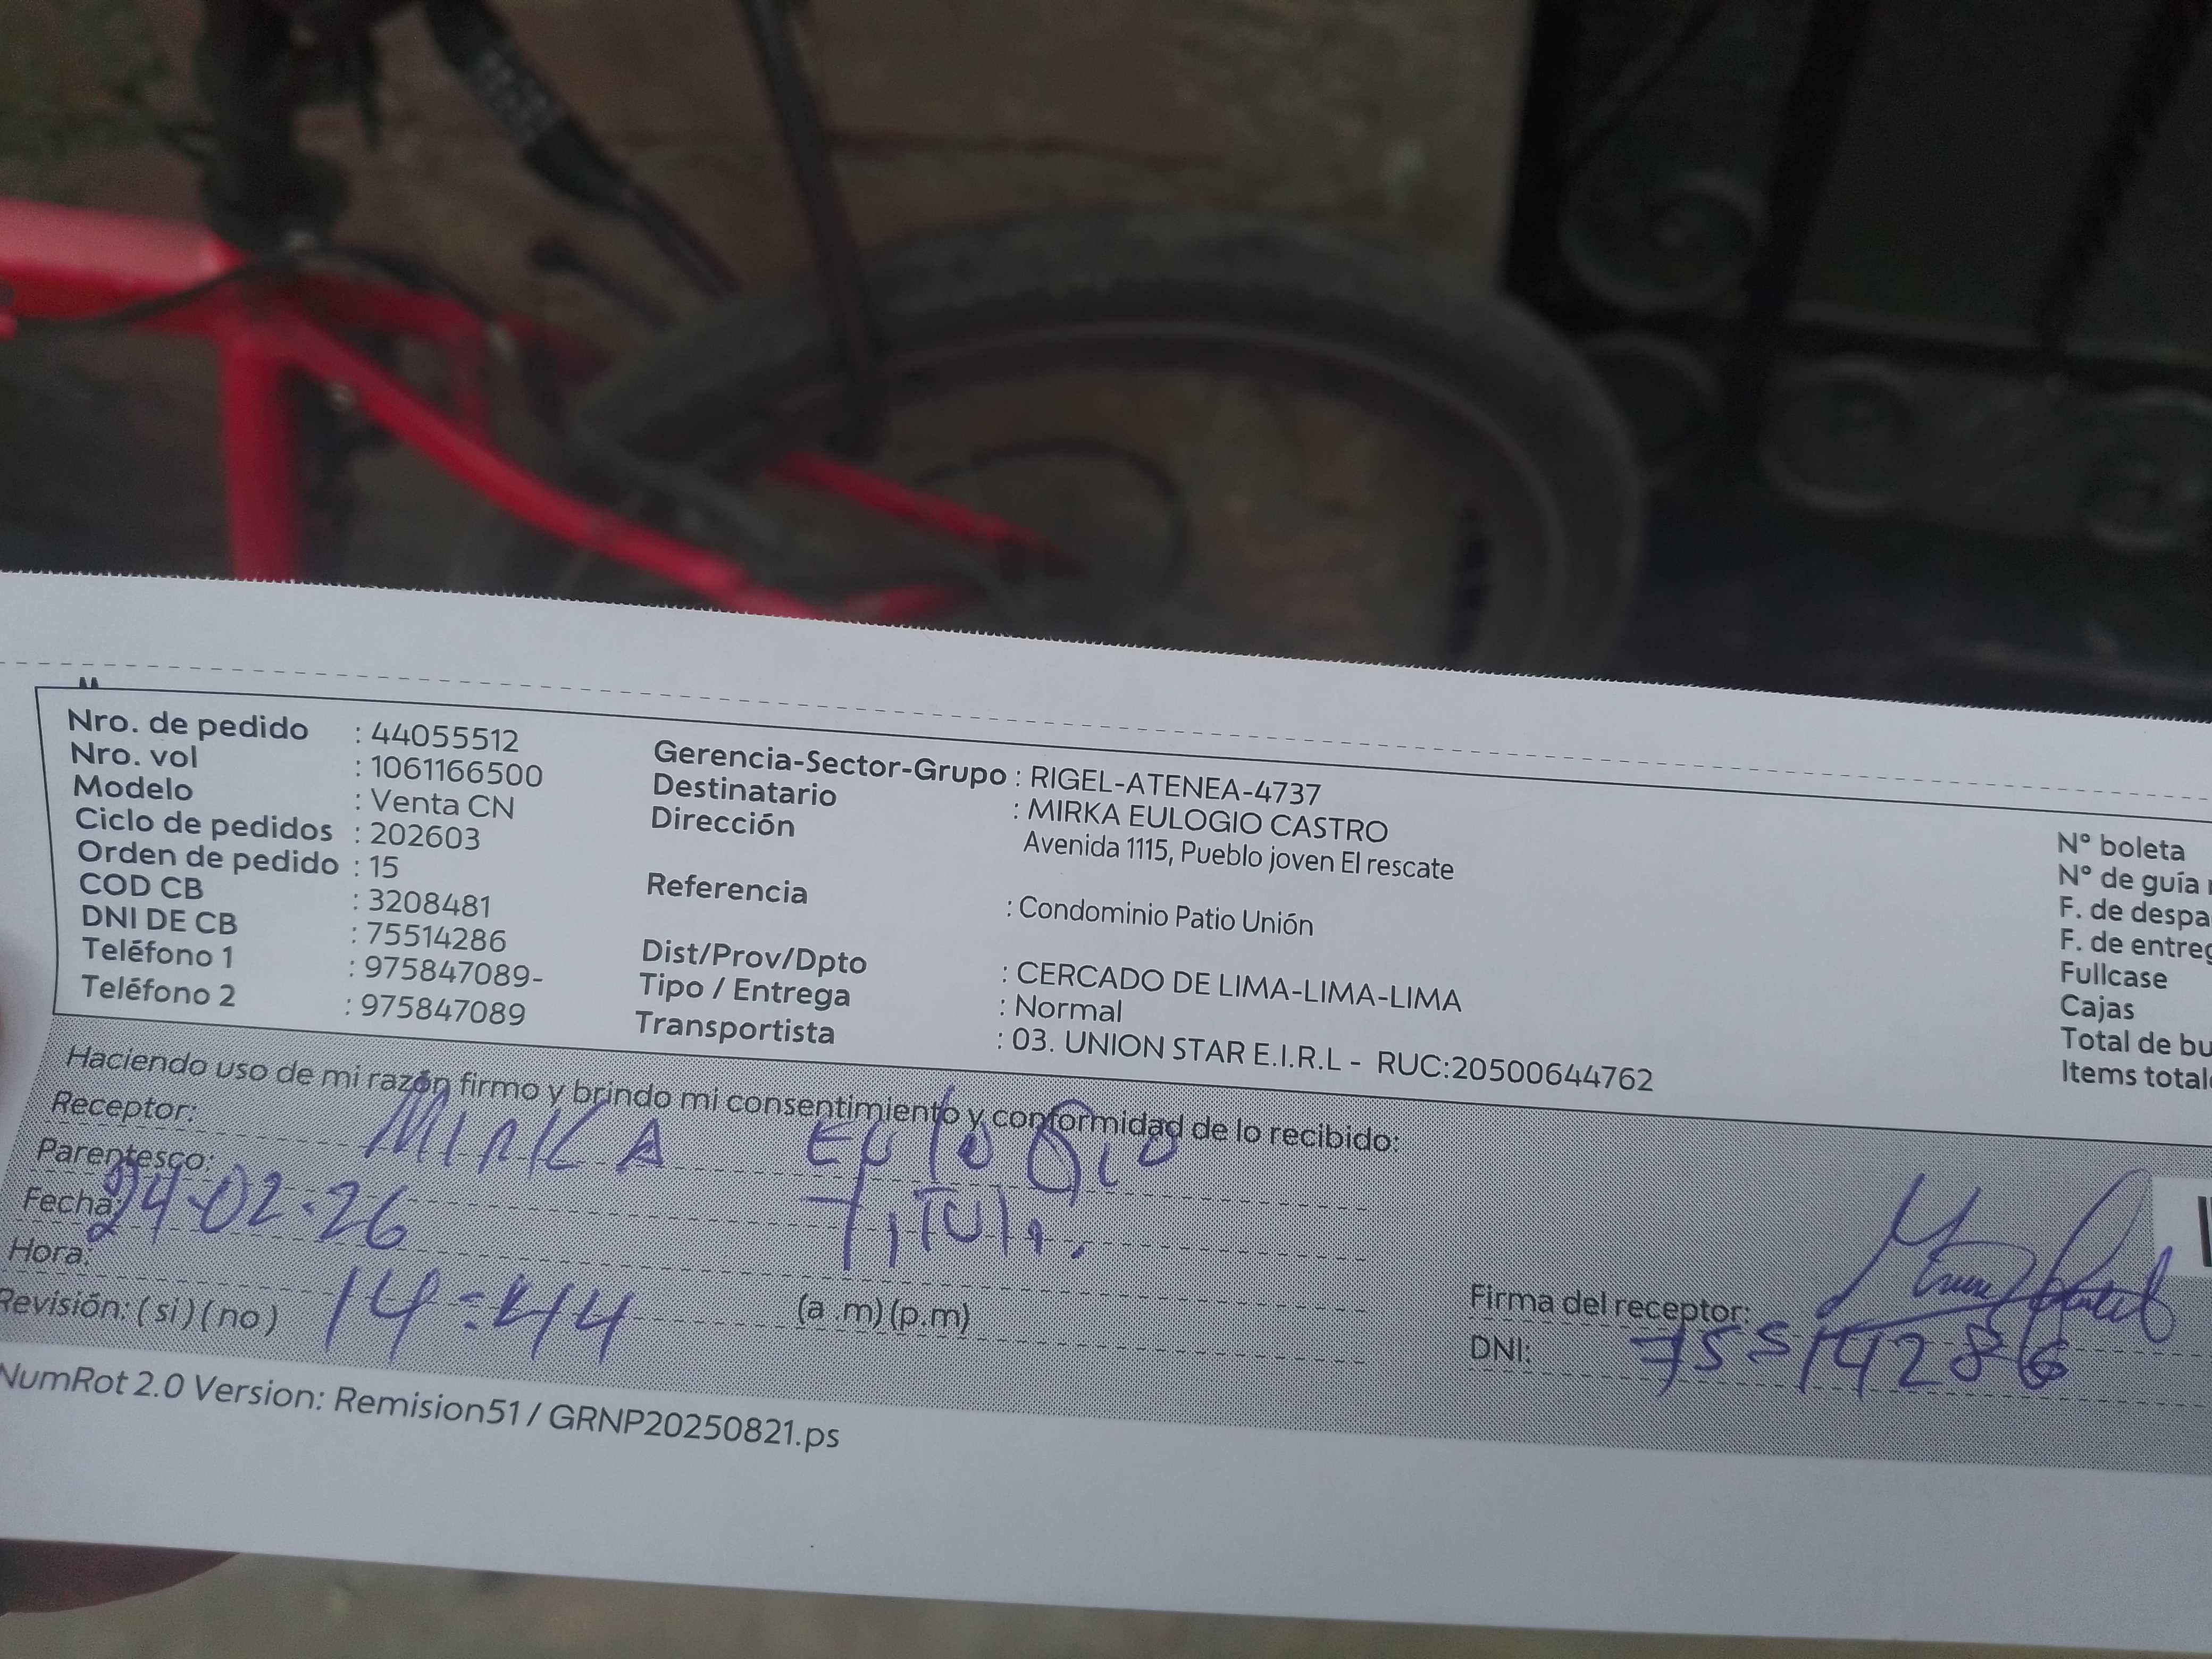 Nro. de pedido : 44055512
Nro. vol : 1061166500
Modelo : Venta CN
Ciclo de pedidos : 202603
Orden de pedido : 15
COD CB : 3208481
DNI DE CB : 75514286
Teléfono 1 : 975847089-
Teléfono 2 : 975847089
Gerencia-Sector-Grupo : RIGEL-ATENEA-4737
Destinatario : MIRKA EULOGIO CASTRO
Dirección Avenida 1115, Pueblo joven El rescate
Referencia : Condominio Patio Unión
Dist/Prov/Dpto : CERCADO DE LIMA-LIMA-LIMA
Tipo / Entrega : Normal
Transportista : 03. UNION STAR E.I.R.L - RUC:20500644762
N° boleta
N° de guía
F. de despa
F. de entreg
Fullcase
Cajas
Total de bu
Items total
Haciendo uso de mi razón firmo y brindo mi consentimiento y conformidad de lo recibido:
Receptor: MIRKA Eulogio
Parentesco:
Fecha: 24-02-26
Hora: 14:44 (a .m) (p.m)
Revisión: ( si ) ( no )
Firma del receptor:
DNI: 75514286
NumRot 2.0 Version: Remision51 / GRNP20250821.ps